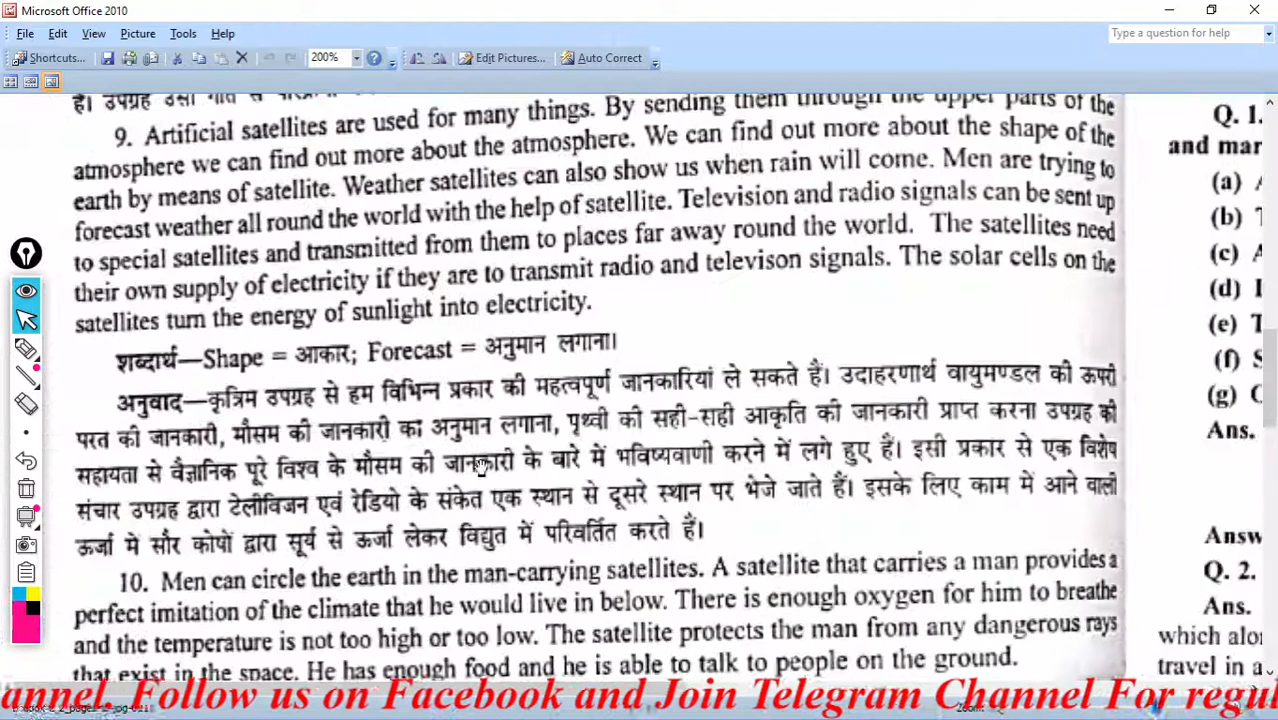 Microsoft Office 2010
File Edit View Picture Tools Help
Type a question for help
Shortcuts... 200% Edit Pictures... Auto Correct
है। उपग्रह उसी गति से
9. Artificial satellites are used for many things. By sending them through the upper parts of the
atmosphere we can find out more about the atmosphere. We can find out more about the shape of the
earth by means of satellite. Weather satellites can also show us when rain will come. Men are trying to
forecast weather all round the world with the help of satellite. Television and radio signals can be sent up
to special satellites and transmitted from them to places far away round the world. The satellites need
their own supply of electricity if they are to transmit radio and televison signals. The solar cells on the
satellites turn the energy of sunlight into electricity.
शब्दार्थ—Shape = आकार; Forecast = अनुमान लगाना।
अनुवाद—कृत्रिम उपग्रह से हम विभिन्न प्रकार की महत्वपूर्ण जानकारियां ले सकते हैं। उदाहरणार्थ वायुमण्डल की ऊपरी
परत की जानकारी, मौसम की जानकारी का अनुमान लगाना, पृथ्वी की सही-सही आकृति की जानकारी प्राप्त करना उपग्रह की
सहायता से वैज्ञानिक पूरे विश्व के मौसम की जानकारी के बारे में भविष्यवाणी करने में लगे हुए हैं। इसी प्रकार से एक विशेष
संचार उपग्रह द्वारा टेलीविजन एवं रेडियो के संकेत एक स्थान से दूसरे स्थान पर भेजे जाते हैं। इसके लिए काम में आने वाली
ऊर्जा मे सौर कोषों द्वारा सूर्य से ऊर्जा लेकर विद्युत में परिवर्तित करते हैं।
10. Men can circle the earth in the man-carrying satellites. A satellite that carries a man provides a
perfect imitation of the climate that he would live in below. There is enough oxygen for him to breathe
and the temperature is not too high or too low. The satellite protects the man from any dangerous rays
that exist in the space. He has enough food and he is able to talk to people on the ground.
Q. 1.
and mar
(a) A
(b) T
(c) A
(d) I
(e) T
(f) S
(g) C
Ans.
Answ
Q. 2.
Ans.
which alo
travel in a
annel, Follow us on Facebook and Join Telegram Channel For regul